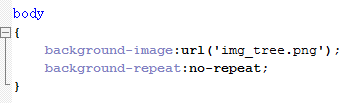 body
{
background-image:url('img_tree.png');
background-repeat:no-repeat;
}